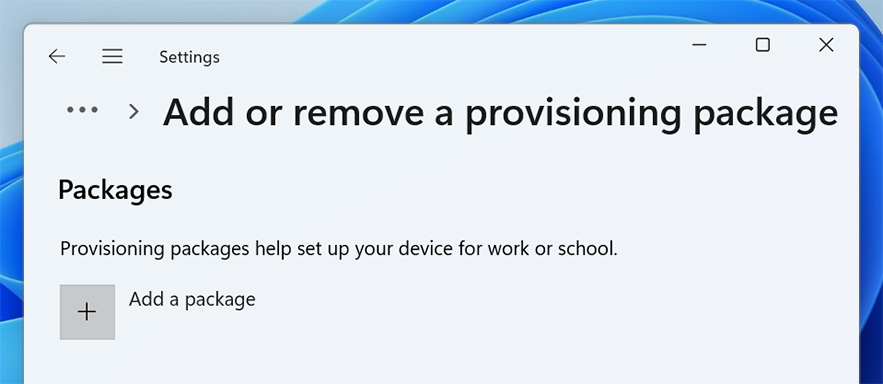 Settings
... > Add or remove a provisioning package
Packages
Provisioning packages help set up your device for work or school.
+ Add a package